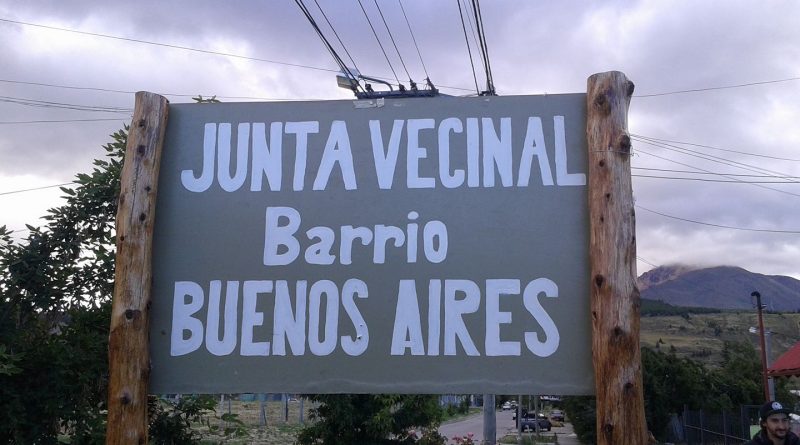 JUNTA VECINAL
Barrio
BUENOS AIRES